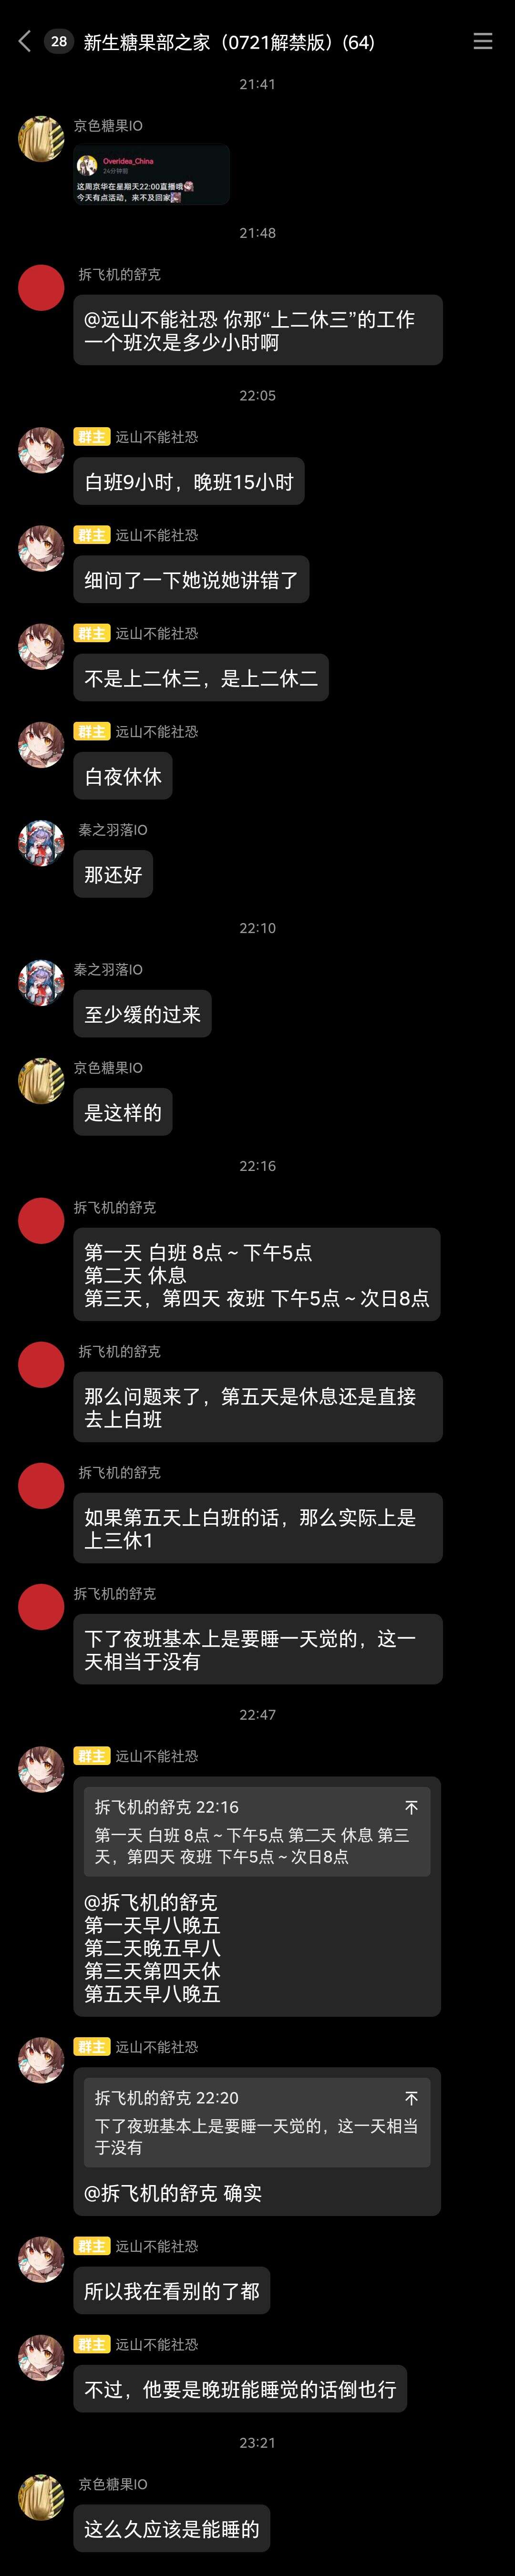 28 新生糖果部之家（0721解禁版）(64)
21:41
京色糖果IO
Overidea_China
24分钟前
这周京华在星期天22:00直播哦
今天有点活动，来不及回家
21:48
拆飞机的舒克
@远山不能社恐 你那“上二休三”的工作
一个班次是多少小时啊
22:05
群主 远山不能社恐
白班9小时，晚班15小时
群主 远山不能社恐
细问了一下她说她讲错了
群主 远山不能社恐
不是上二休三，是上二休二
群主 远山不能社恐
白夜休休
秦之羽落IO
那还好
22:10
秦之羽落IO
至少缓的过来
京色糖果IO
是这样的
22:16
拆飞机的舒克
第一天 白班 8点～下午5点
第二天 休息
第三天，第四天 夜班 下午5点～次日8点
拆飞机的舒克
那么问题来了，第五天是休息还是直接
去上白班
拆飞机的舒克
如果第五天上白班的话，那么实际上是
上三休1
拆飞机的舒克
下了夜班基本上是要睡一天觉的，这一
天相当于没有
22:47
群主 远山不能社恐
拆飞机的舒克 22:16
第一天 白班 8点～下午5点 第二天 休息 第三
天，第四天 夜班 下午5点～次日8点
@拆飞机的舒克
第一天早八晚五
第二天晚五早八
第三天第四天休
第五天早八晚五
群主 远山不能社恐
拆飞机的舒克 22:20
下了夜班基本上是要睡一天觉的，这一天相当
于没有
@拆飞机的舒克 确实
群主 远山不能社恐
所以我在看别的了都
群主 远山不能社恐
不过，他要是晚班能睡觉的话倒也行
23:21
京色糖果IO
这么久应该是能睡的